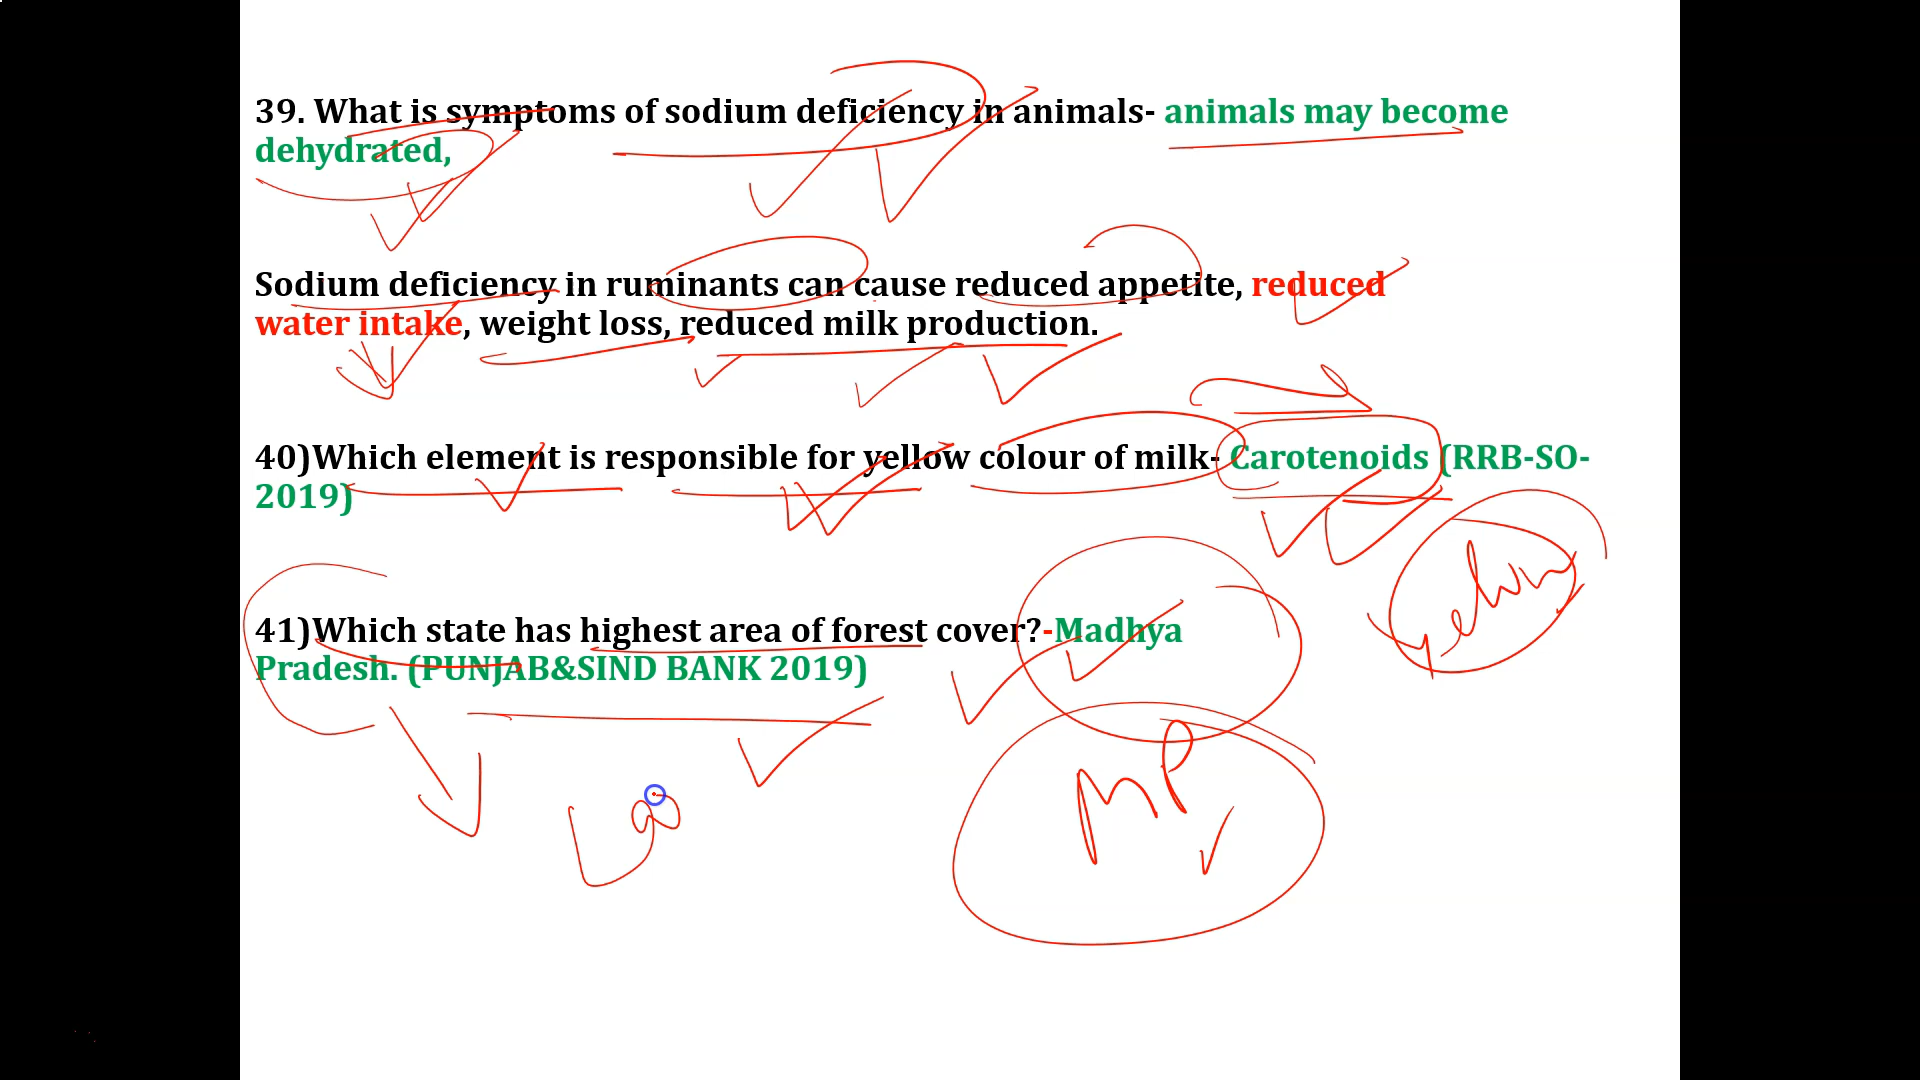 39. What is symptoms of sodium deficiency in animals- animals may become
dehydrated,
Sodium deficiency in ruminants can cause reduced appetite, reduced
water intake, weight loss, reduced milk production.
40)Which element is responsible for yellow colour of milk- Carotenoids (RRB-SO-
2019)
yellow
41)Which state has highest area of forest cover?-Madhya
Pradesh. (PUNJAB&SIND BANK 2019)
MP